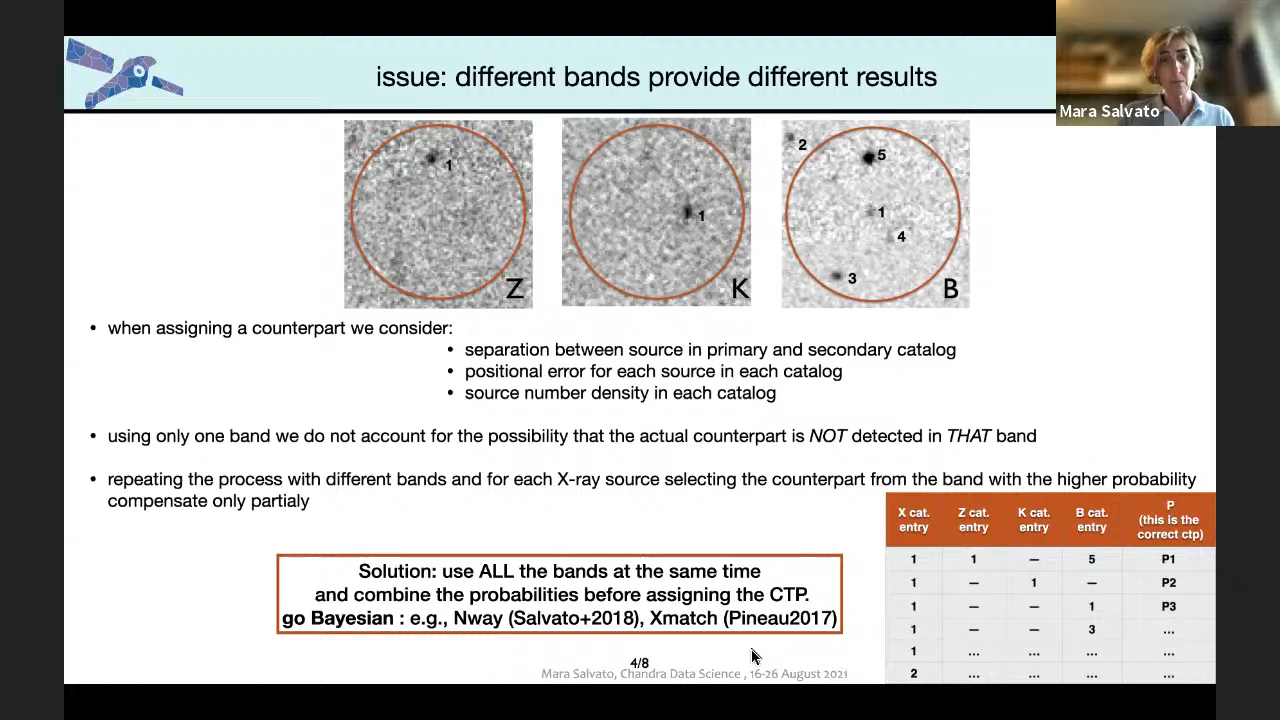 issue: different bands provide different results
Mara Salvato
1
Z
1
K
2
5
1
4
3
B
• when assigning a counterpart we consider:
• separation between source in primary and secondary catalog
• positional error for each source in each catalog
• source number density in each catalog
• using only one band we do not account for the possibility that the actual counterpart is NOT detected in THAT band
• repeating the process with different bands and for each X-ray source selecting the counterpart from the band with the higher probability
compensate only partialy
Solution: use ALL the bands at the same time
and combine the probabilities before assigning the CTP.
go Bayesian : e.g., Nway (Salvato+2018), Xmatch (Pineau2017)
X cat. entry Z cat. entry K cat. entry B cat. entry P (this is the correct ctp)
1 1 — 5 P1
1 — 1 — P2
1 — — 1 P3
1 — — 3 ...
1 ... ... ... ...
2 ... ... ... ...
4/8
Mara Salvato, Chandra Data Science , 16-26 August 2021